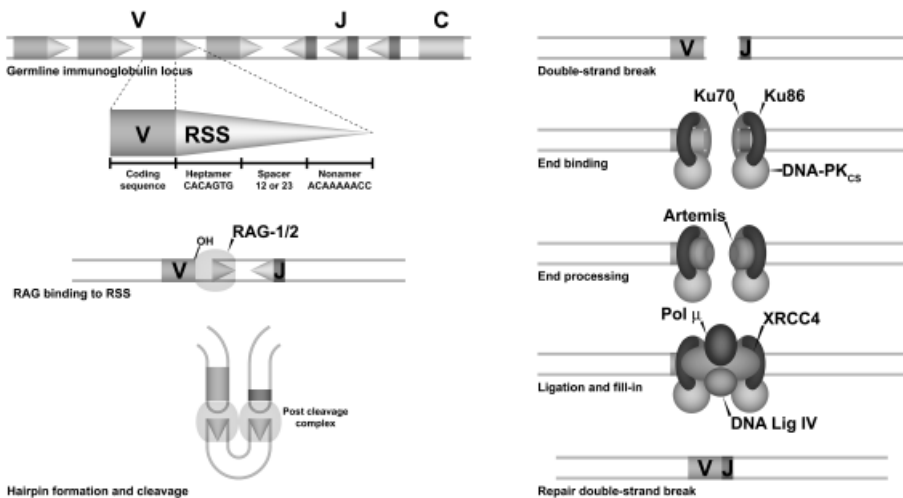 V J C
Germline immunoglobulin locus
V RSS
Coding sequence
Heptamer CACAGTG
Spacer 12 or 23
Nonamer ACAAAAACC
OH
RAG-1/2
V J
RAG binding to RSS
Post cleavage
complex
Hairpin formation and cleavage
V J
Double-strand break
Ku70 Ku86
End binding
DNA-PKCS
Artemis
End processing
Pol μ
XRCC4
Ligation and fill-in
DNA Lig IV
V J
Repair double-strand break